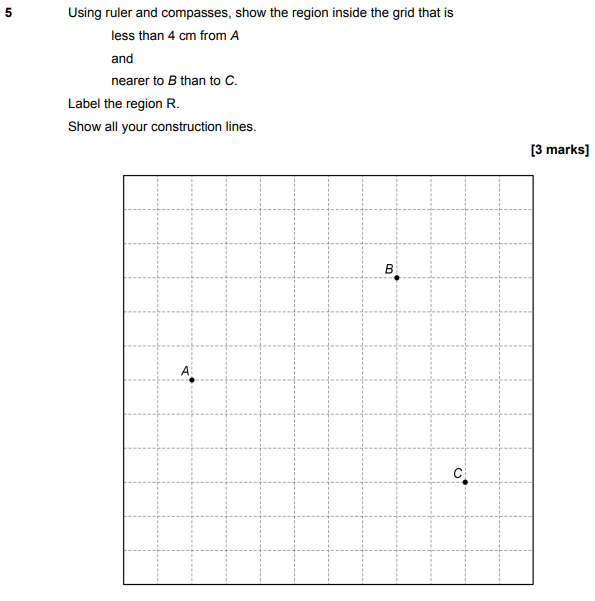 5 Using ruler and compasses, show the region inside the grid that is
less than 4 cm from A
and
nearer to B than to C.
Label the region R.
Show all your construction lines.
[3 marks]
B
A
C